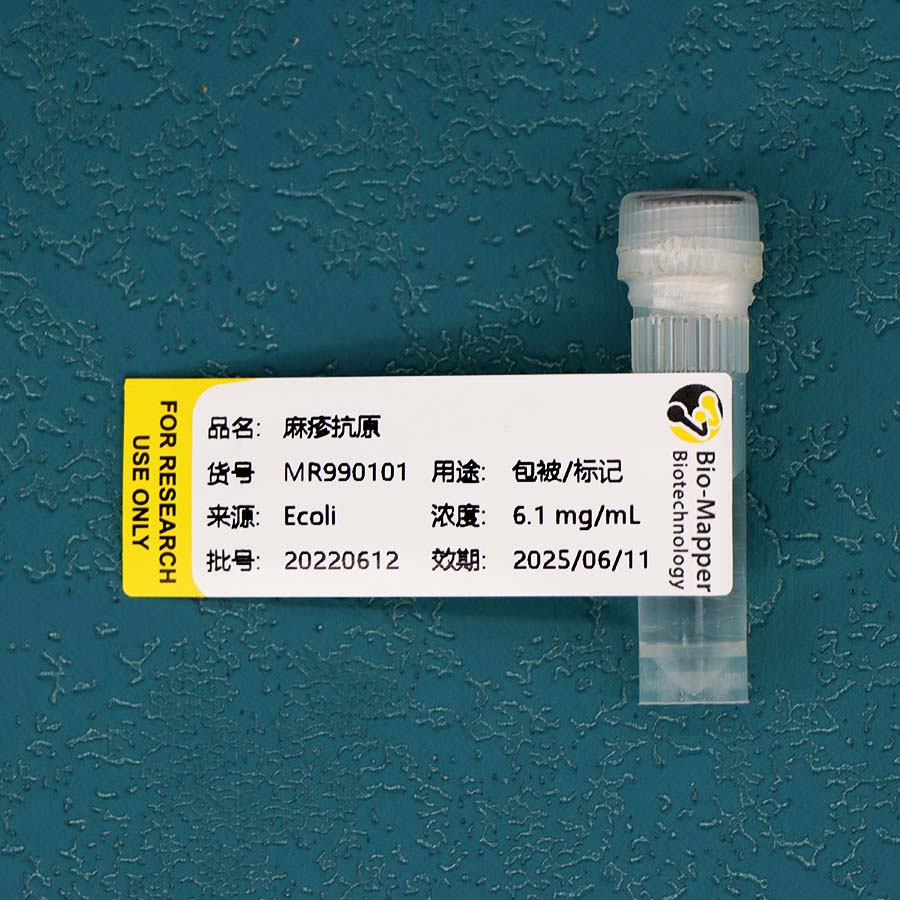 FOR RESEARCH
USE ONLY
品名: 麻疹抗原
货号 MR990101 用途: 包被/标记
来源: Ecoli 浓度: 6.1 mg/mL
批号: 20220612 效期: 2025/06/11
Bio-Mapper
Biotechnology